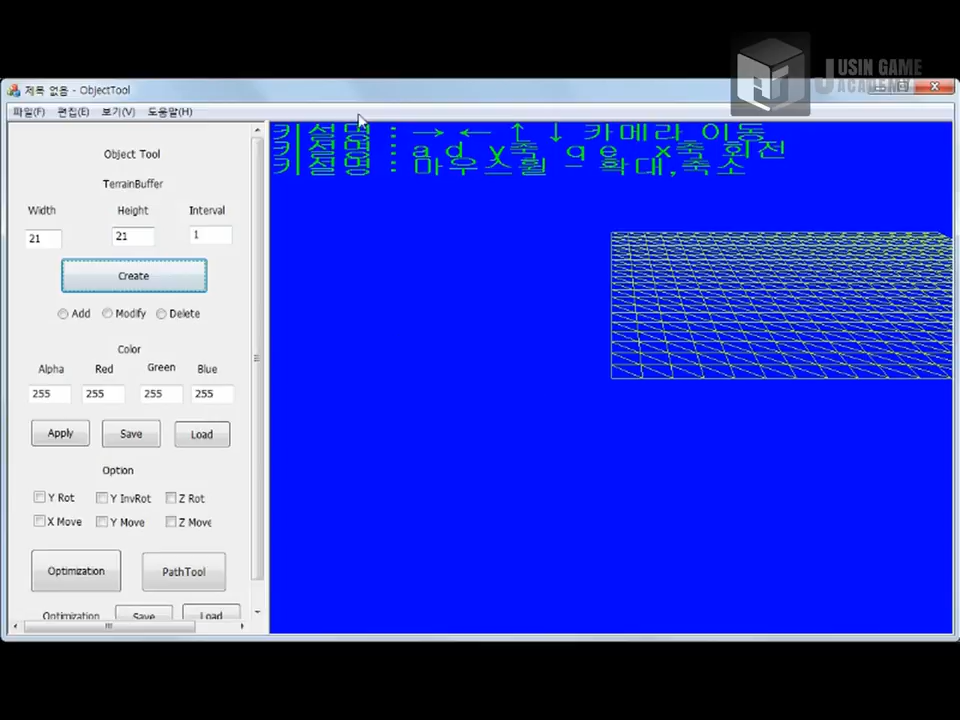 JUSIN GAME
ACADEMY
제목 없음 - ObjectTool
파일(F) 편집(E) 보기(V) 도움말(H)
키설명 : → ← ↑ ↓ 카메라 이동
키설명 : a d y축 q e x축 회전
키설명 : 마우스휠 - 확대,축소
Object Tool
TerrainBuffer
Width Height Interval
21 21 1
Create
Add Modify Delete
Color
Alpha Red Green Blue
255 255 255 255
Apply Save Load
Option
Y Rot Y InvRot Z Rot
X Move Y Move Z Move
Optimization PathTool
Optimization Save Load